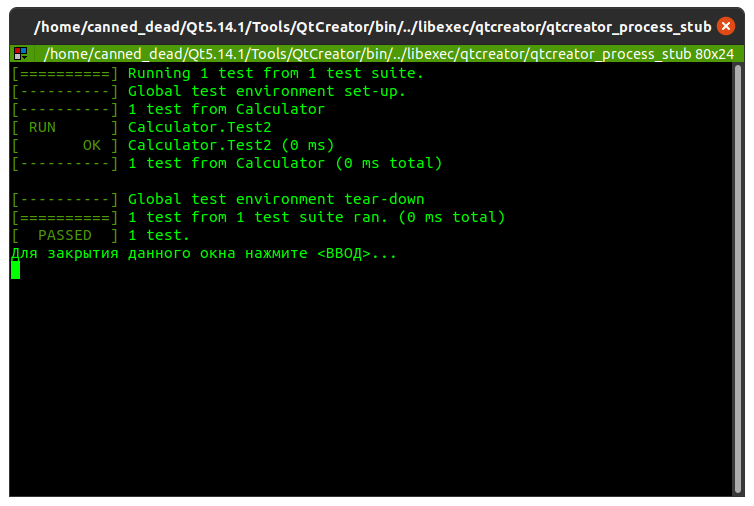 /home/canned_dead/Qt5.14.1/Tools/QtCreator/bin/../libexec/qtcreator/qtcreator_process_stub
/home/canned_dead/Qt5.14.1/Tools/QtCreator/bin/../libexec/qtcreator/qtcreator_process_stub 80x24
[==========] Running 1 test from 1 test suite.
[----------] Global test environment set-up.
[----------] 1 test from Calculator
[ RUN      ] Calculator.Test2
[       OK ] Calculator.Test2 (0 ms)
[----------] 1 test from Calculator (0 ms total)
[----------] Global test environment tear-down
[==========] 1 test from 1 test suite ran. (0 ms total)
[  PASSED  ] 1 test.
Для закрытия данного окна нажмите <ВВОД>...